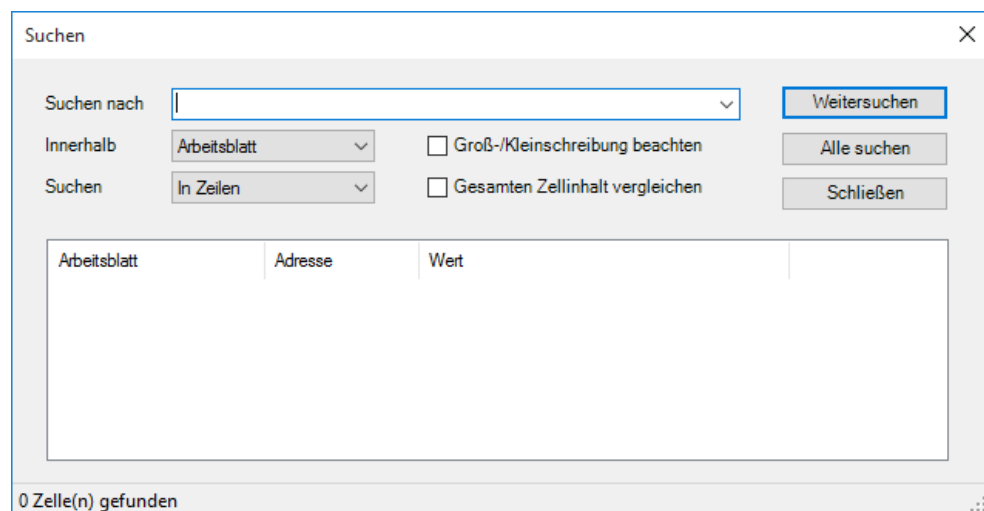 Suchen
Suchen nach
Weitersuchen
Innerhalb Arbeitsblatt Groß-/Kleinschreibung beachten Alle suchen
Suchen In Zeilen Gesamten Zellinhalt vergleichen Schließen
Arbeitsblatt Adresse Wert
0 Zelle(n) gefunden